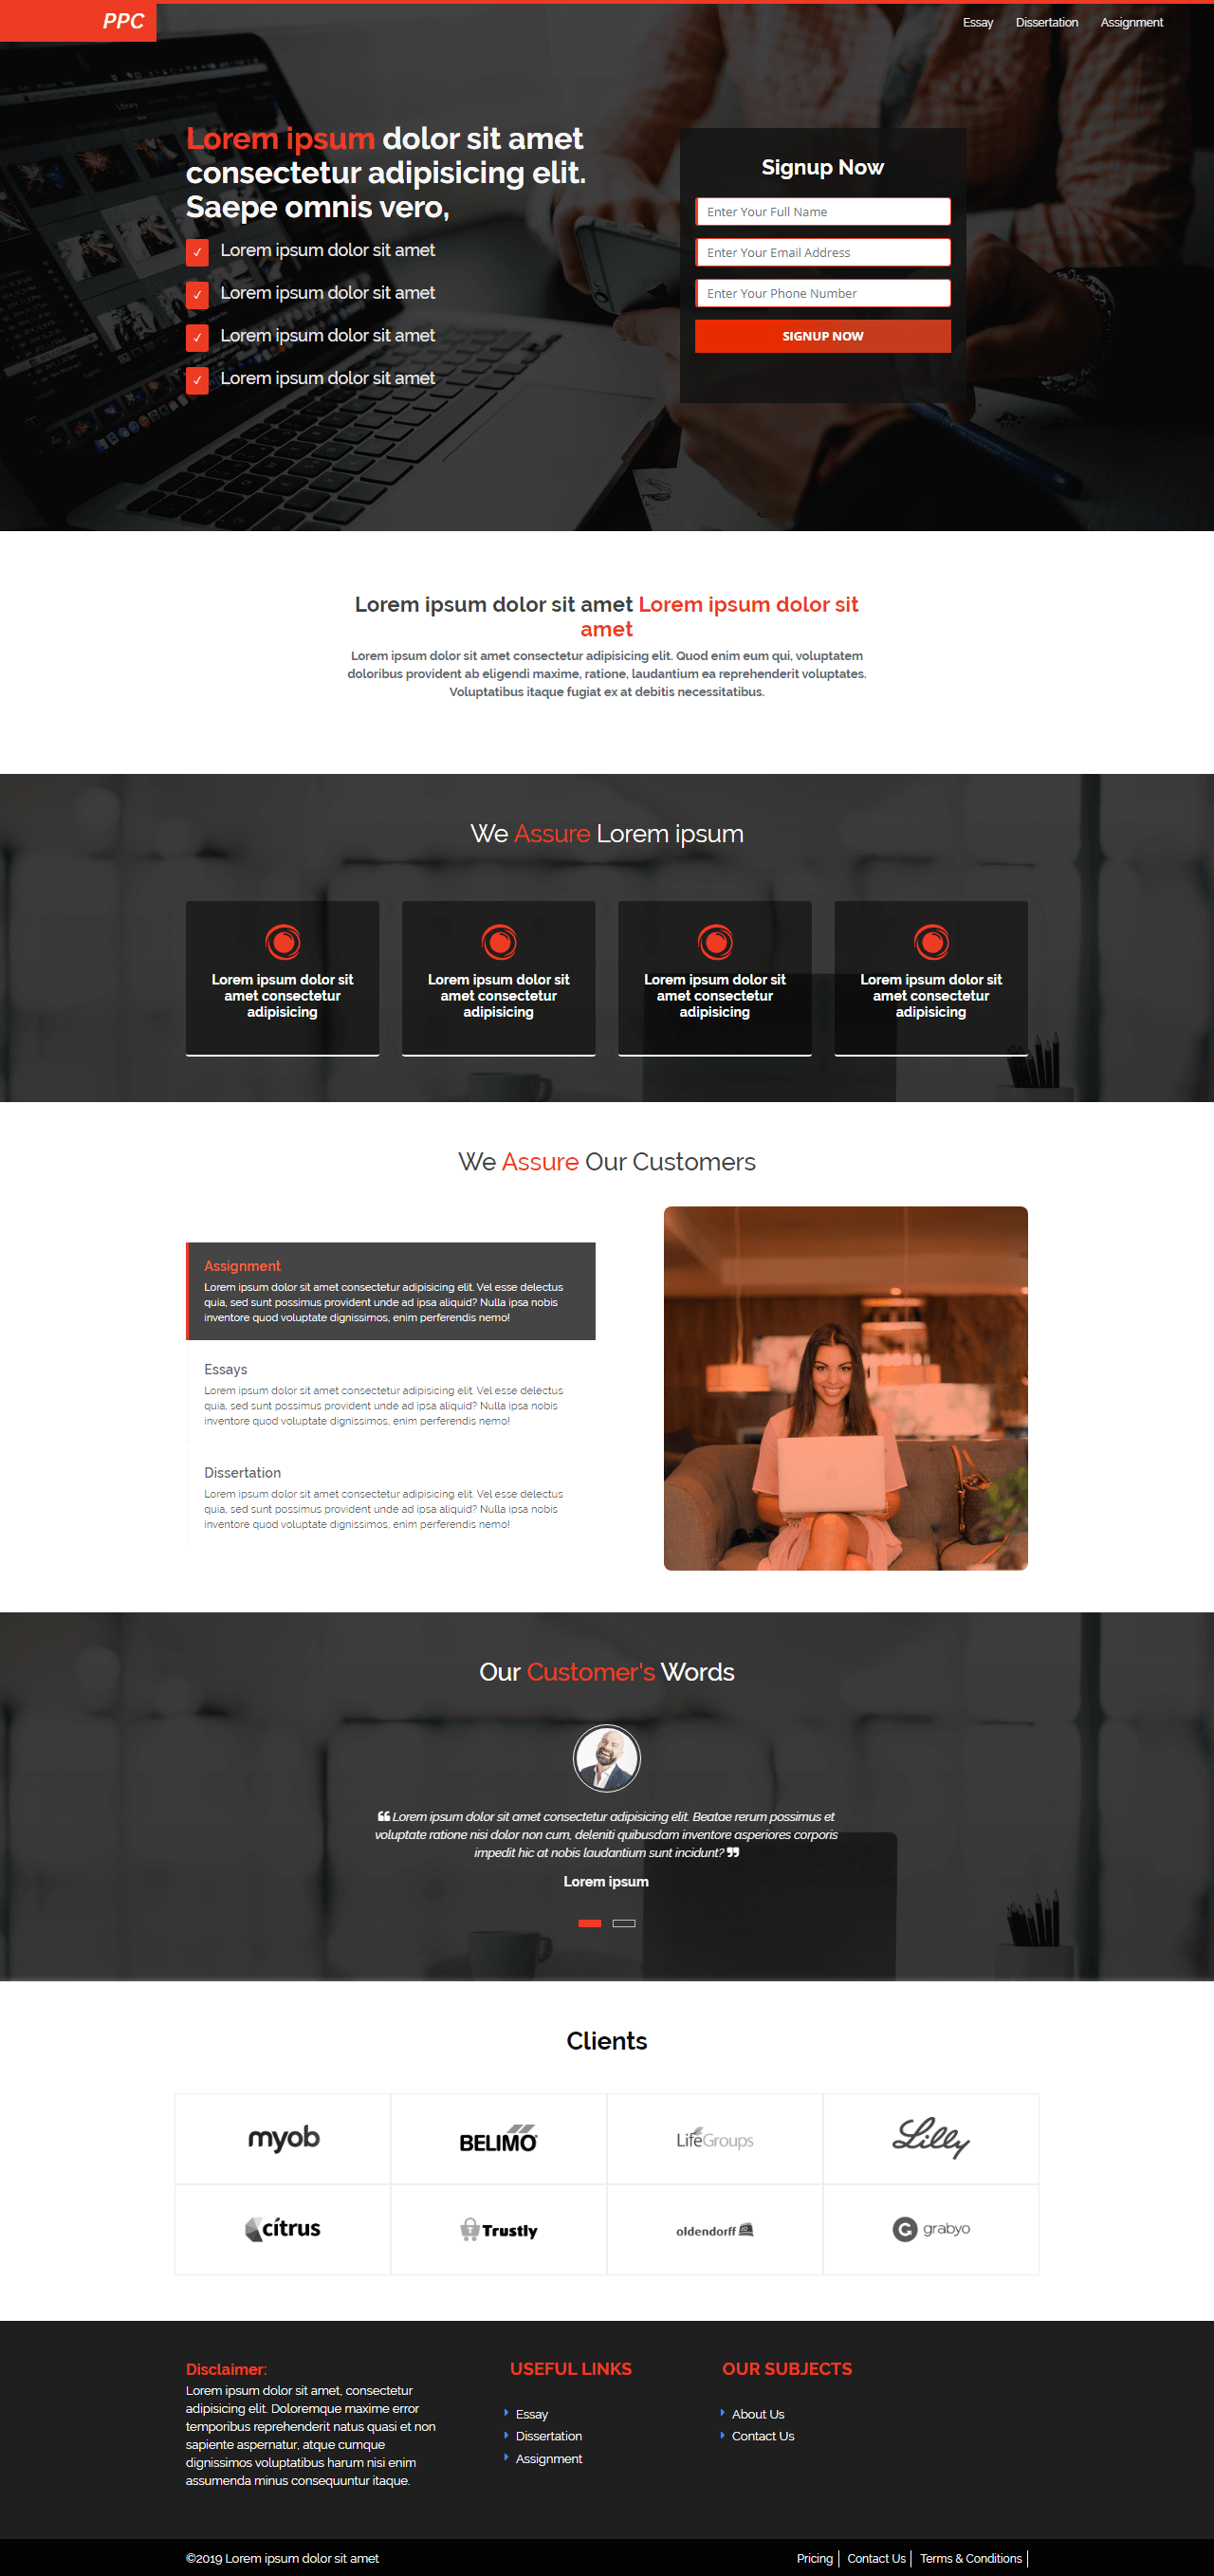 PPC
Essay Dissertation Assignment
Lorem ipsum dolor sit amet
consectetur adipisicing elit.
Saepe omnis vero,
Lorem ipsum dolor sit amet
Lorem ipsum dolor sit amet
Lorem ipsum dolor sit amet
Lorem ipsum dolor sit amet
Signup Now
Enter Your Full Name
Enter Your Email Address
Enter Your Phone Number
SIGNUP NOW
Lorem ipsum dolor sit amet Lorem ipsum dolor sit
amet
Lorem ipsum dolor sit amet consectetur adipisicing elit. Quod enim eum qui, voluptatem
doloribus provident ab eligendi maxime, ratione, laudantium ea reprehenderit voluptates.
Voluptatibus itaque fugiat ex at debitis necessitatibus.
We Assure Lorem ipsum
Lorem ipsum dolor sit
amet consectetur
adipisicing
Lorem ipsum dolor sit
amet consectetur
adipisicing
Lorem ipsum dolor sit
amet consectetur
adipisicing
Lorem ipsum dolor sit
amet consectetur
adipisicing
We Assure Our Customers
Assignment
Lorem ipsum dolor sit amet consectetur adipisicing elit. Vel esse delectus
quia, sed sunt possimus provident unde ad ipsa aliquid? Nulla ipsa nobis
inventore quod voluptate dignissimos, enim perferendis nemo!
Essays
Lorem ipsum dolor sit amet consectetur adipisicing elit. Vel esse delectus
quia, sed sunt possimus provident unde ad ipsa aliquid? Nulla ipsa nobis
inventore quod voluptate dignissimos, enim perferendis nemo!
Dissertation
Lorem ipsum dolor sit amet consectetur adipisicing elit. Vel esse delectus
quia, sed sunt possimus provident unde ad ipsa aliquid? Nulla ipsa nobis
inventore quod voluptate dignissimos, enim perferendis nemo!
Our Customer's Words
❝ Lorem ipsum dolor sit amet consectetur adipisicing elit. Beatae rerum possimus et
voluptate ratione nisi dolor non cum, deleniti quibusdam inventore asperiores corporis
impedit hic at nobis laudantium sunt incidunt? ❞
Lorem ipsum
Clients
myob
BELIMO
LifeGroups
Lilly
citrus
Trustly
oldendorff
grabyo
Disclaimer:
Lorem ipsum dolor sit amet, consectetur
adipisicing elit. Doloremque maxime error
temporibus reprehenderit natus quasi et non
sapiente aspernatur, atque cumque
dignissimos voluptatibus harum nisi enim
assumenda minus consequuntur itaque.
USEFUL LINKS
Essay
Dissertation
Assignment
OUR SUBJECTS
About Us
Contact Us
©2019 Lorem ipsum dolor sit amet
Pricing | Contact Us | Terms & Conditions |